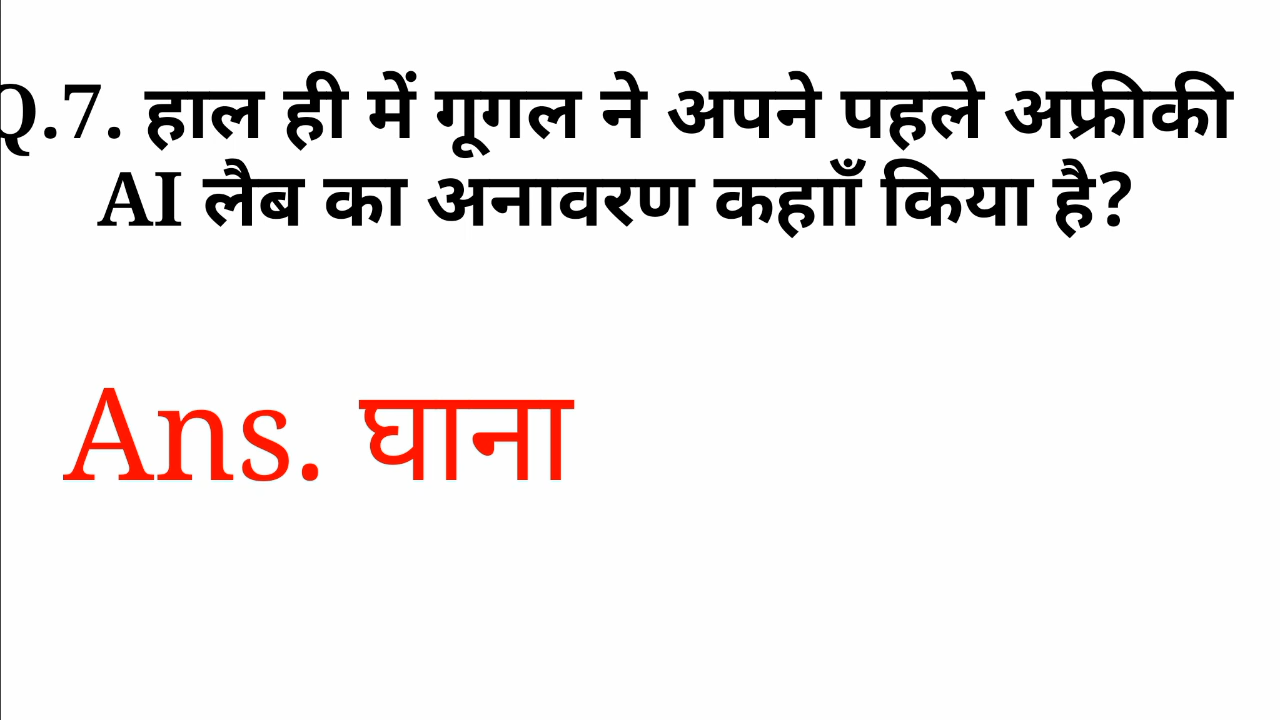 Q.7. हाल ही में गूगल ने अपने पहले अफ्रीकी
AI लैब का अनावरण कहााँ किया है?
Ans. घाना